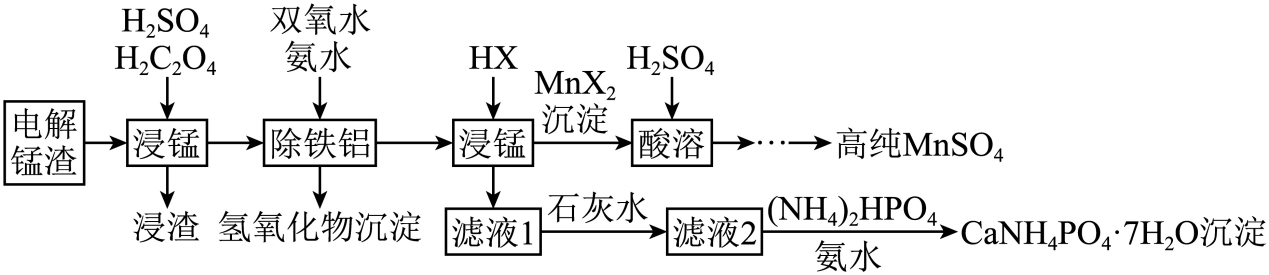 H₂SO₄
H₂C₂O₄
双氧水
氨水
HX
MnX₂
沉淀
H₂SO₄
电解
锰渣
浸锰
除铁铝
浸锰
酸溶
…
高纯MnSO₄
浸渣
氢氧化物沉淀
滤液1
石灰水
滤液2
(NH₄)₂HPO₄
氨水
CaNH₄PO₄·7H₂O沉淀